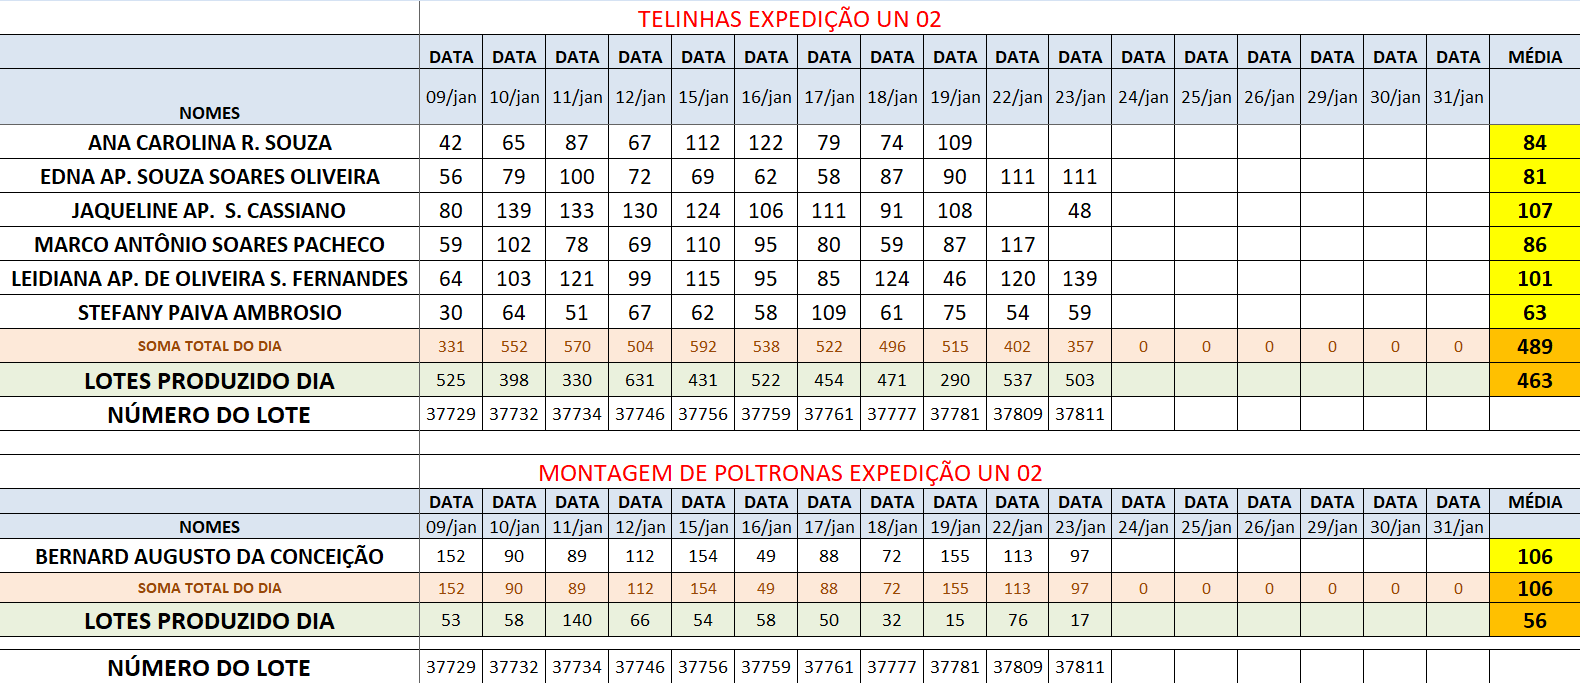 TELINHAS EXPEDIÇÃO UN 02
DATA DATA DATA DATA DATA DATA DATA DATA DATA DATA DATA DATA DATA DATA DATA DATA DATA MÉDIA
NOMES 09/jan 10/jan 11/jan 12/jan 15/jan 16/jan 17/jan 18/jan 19/jan 22/jan 23/jan 24/jan 25/jan 26/jan 29/jan 30/jan 31/jan
ANA CAROLINA R. SOUZA 42 65 87 67 112 122 79 74 109 84
EDNA AP. SOUZA SOARES OLIVEIRA 56 79 100 72 69 62 58 87 90 111 111 81
JAQUELINE AP. S. CASSIANO 80 139 133 130 124 106 111 91 108 48 107
MARCO ANTÔNIO SOARES PACHECO 59 102 78 69 110 95 80 59 87 117 86
LEIDIANA AP. DE OLIVEIRA S. FERNANDES 64 103 121 99 115 95 85 124 46 120 139 101
STEFANY PAIVA AMBROSIO 30 64 51 67 62 58 109 61 75 54 59 63
SOMA TOTAL DO DIA 331 552 570 504 592 538 522 496 515 402 357 0 0 0 0 0 0 489
LOTES PRODUZIDO DIA 525 398 330 631 431 522 454 471 290 537 503 463
NÚMERO DO LOTE 37729 37732 37734 37746 37756 37759 37761 37777 37781 37809 37811
MONTAGEM DE POLTRONAS EXPEDIÇÃO UN 02
DATA DATA DATA DATA DATA DATA DATA DATA DATA DATA DATA DATA DATA DATA DATA DATA DATA MÉDIA
NOMES 09/jan 10/jan 11/jan 12/jan 15/jan 16/jan 17/jan 18/jan 19/jan 22/jan 23/jan 24/jan 25/jan 26/jan 29/jan 30/jan 31/jan
BERNARD AUGUSTO DA CONCEIÇÃO 152 90 89 112 154 49 88 72 155 113 97 106
SOMA TOTAL DO DIA 152 90 89 112 154 49 88 72 155 113 97 0 0 0 0 0 0 106
LOTES PRODUZIDO DIA 53 58 140 66 54 58 50 32 15 76 17 56
NÚMERO DO LOTE 37729 37732 37734 37746 37756 37759 37761 37777 37781 37809 37811